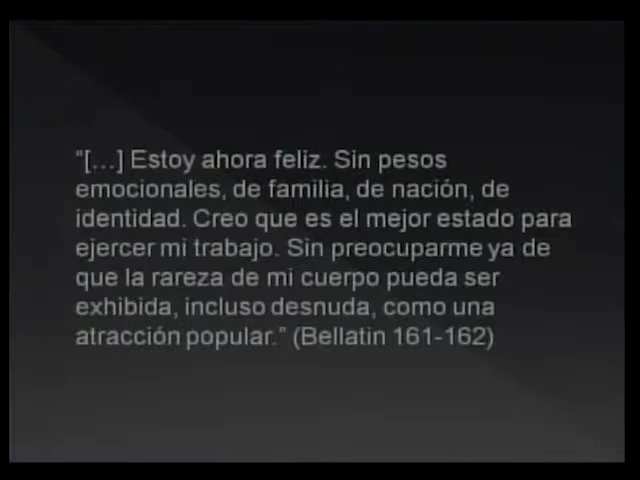 "[…] Estoy ahora feliz. Sin pesos
emocionales, de familia, de nación, de
identidad. Creo que es el mejor estado para
ejercer mi trabajo. Sin preocuparme ya de
que la rareza de mi cuerpo pueda ser
exhibida, incluso desnuda, como una
atracción popular." (Bellatin 161-162)